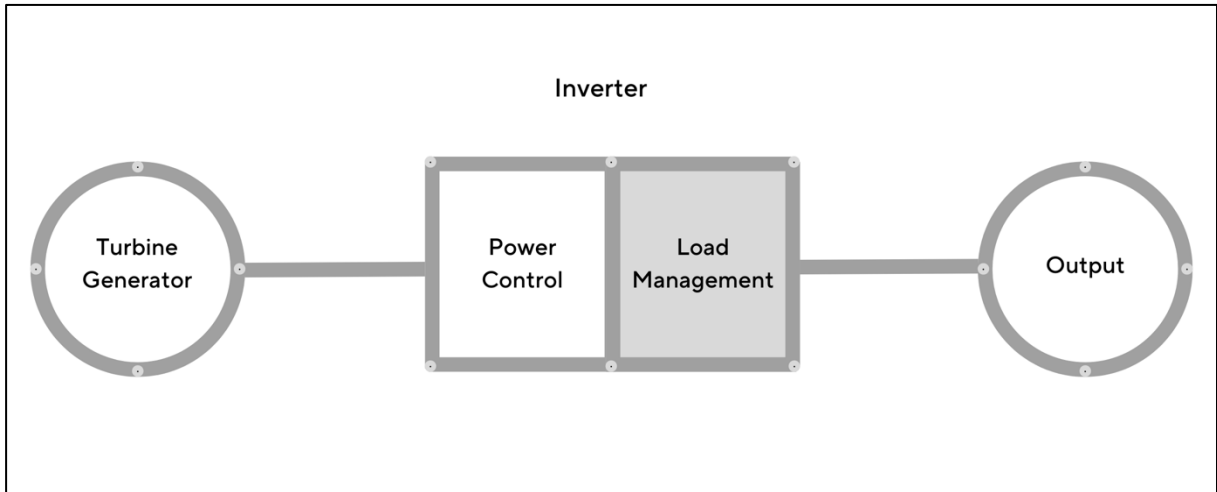 Inverter
Turbine
Generator
Power
Control
Load
Management
Output